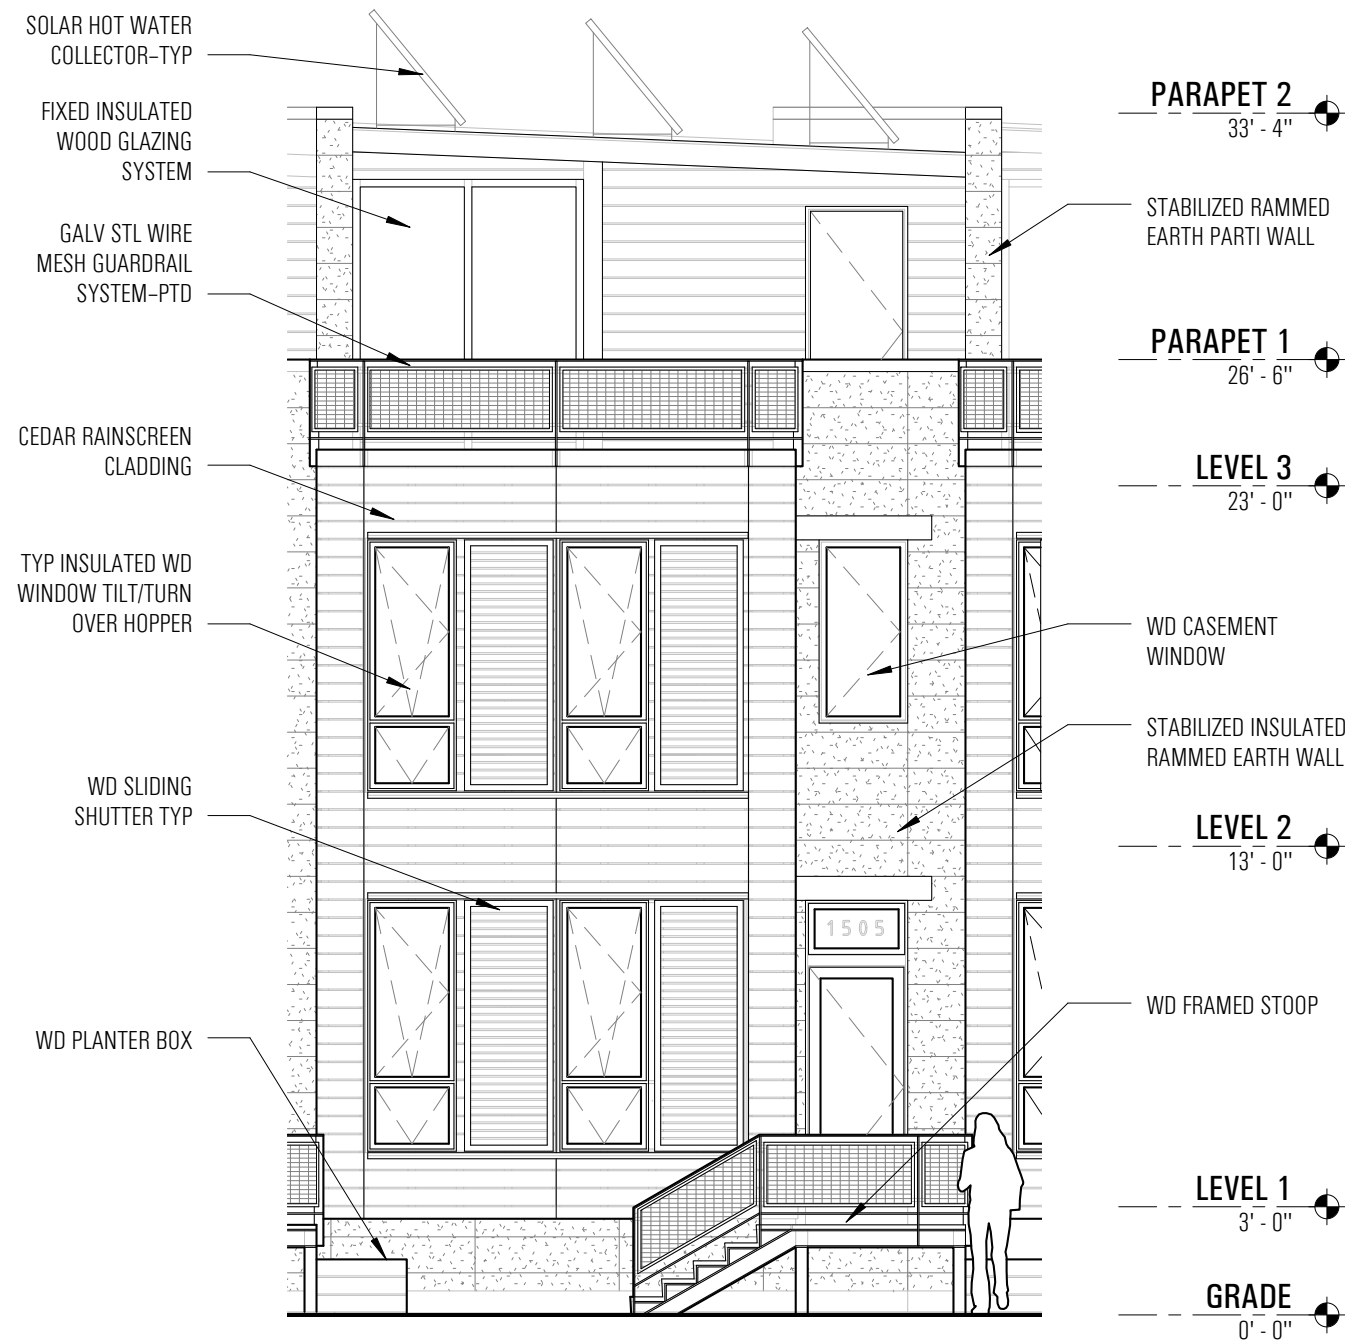 SOLAR HOT WATER
COLLECTOR-TYP
FIXED INSULATED
WOOD GLAZING
SYSTEM
GALV STL WIRE
MESH GUARDRAIL
SYSTEM-PTD
CEDAR RAINSCREEN
CLADDING
TYP INSULATED WD
WINDOW TILT/TURN
OVER HOPPER
WD SLIDING
SHUTTER TYP
WD PLANTER BOX
1505
PARAPET 2
33' - 4"
STABILIZED RAMMED
EARTH PARTI WALL
PARAPET 1
26' - 6"
LEVEL 3
23' - 0"
WD CASEMENT
WINDOW
STABILIZED INSULATED
RAMMED EARTH WALL
LEVEL 2
13' - 0"
WD FRAMED STOOP
LEVEL 1
3' - 0"
GRADE
0' - 0"